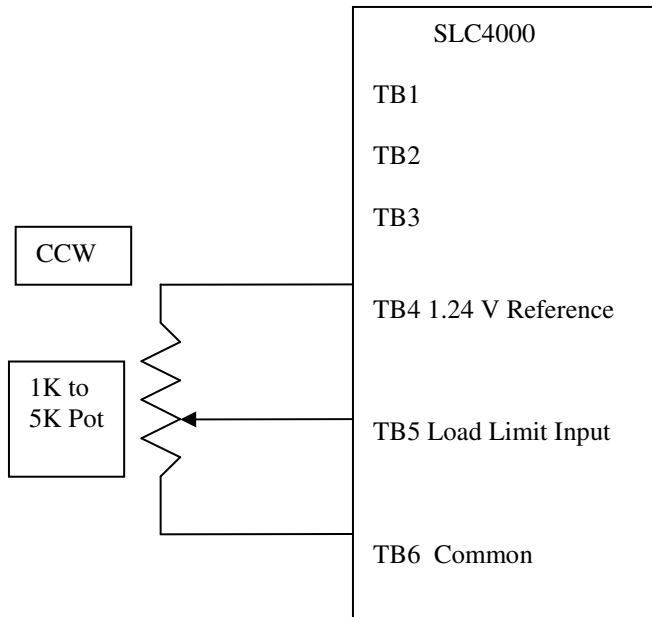 SLC4000
TB1
TB2
TB3
CCW
TB4 1.24 V Reference
1K to
5K Pot
TB5 Load Limit Input
TB6 Common